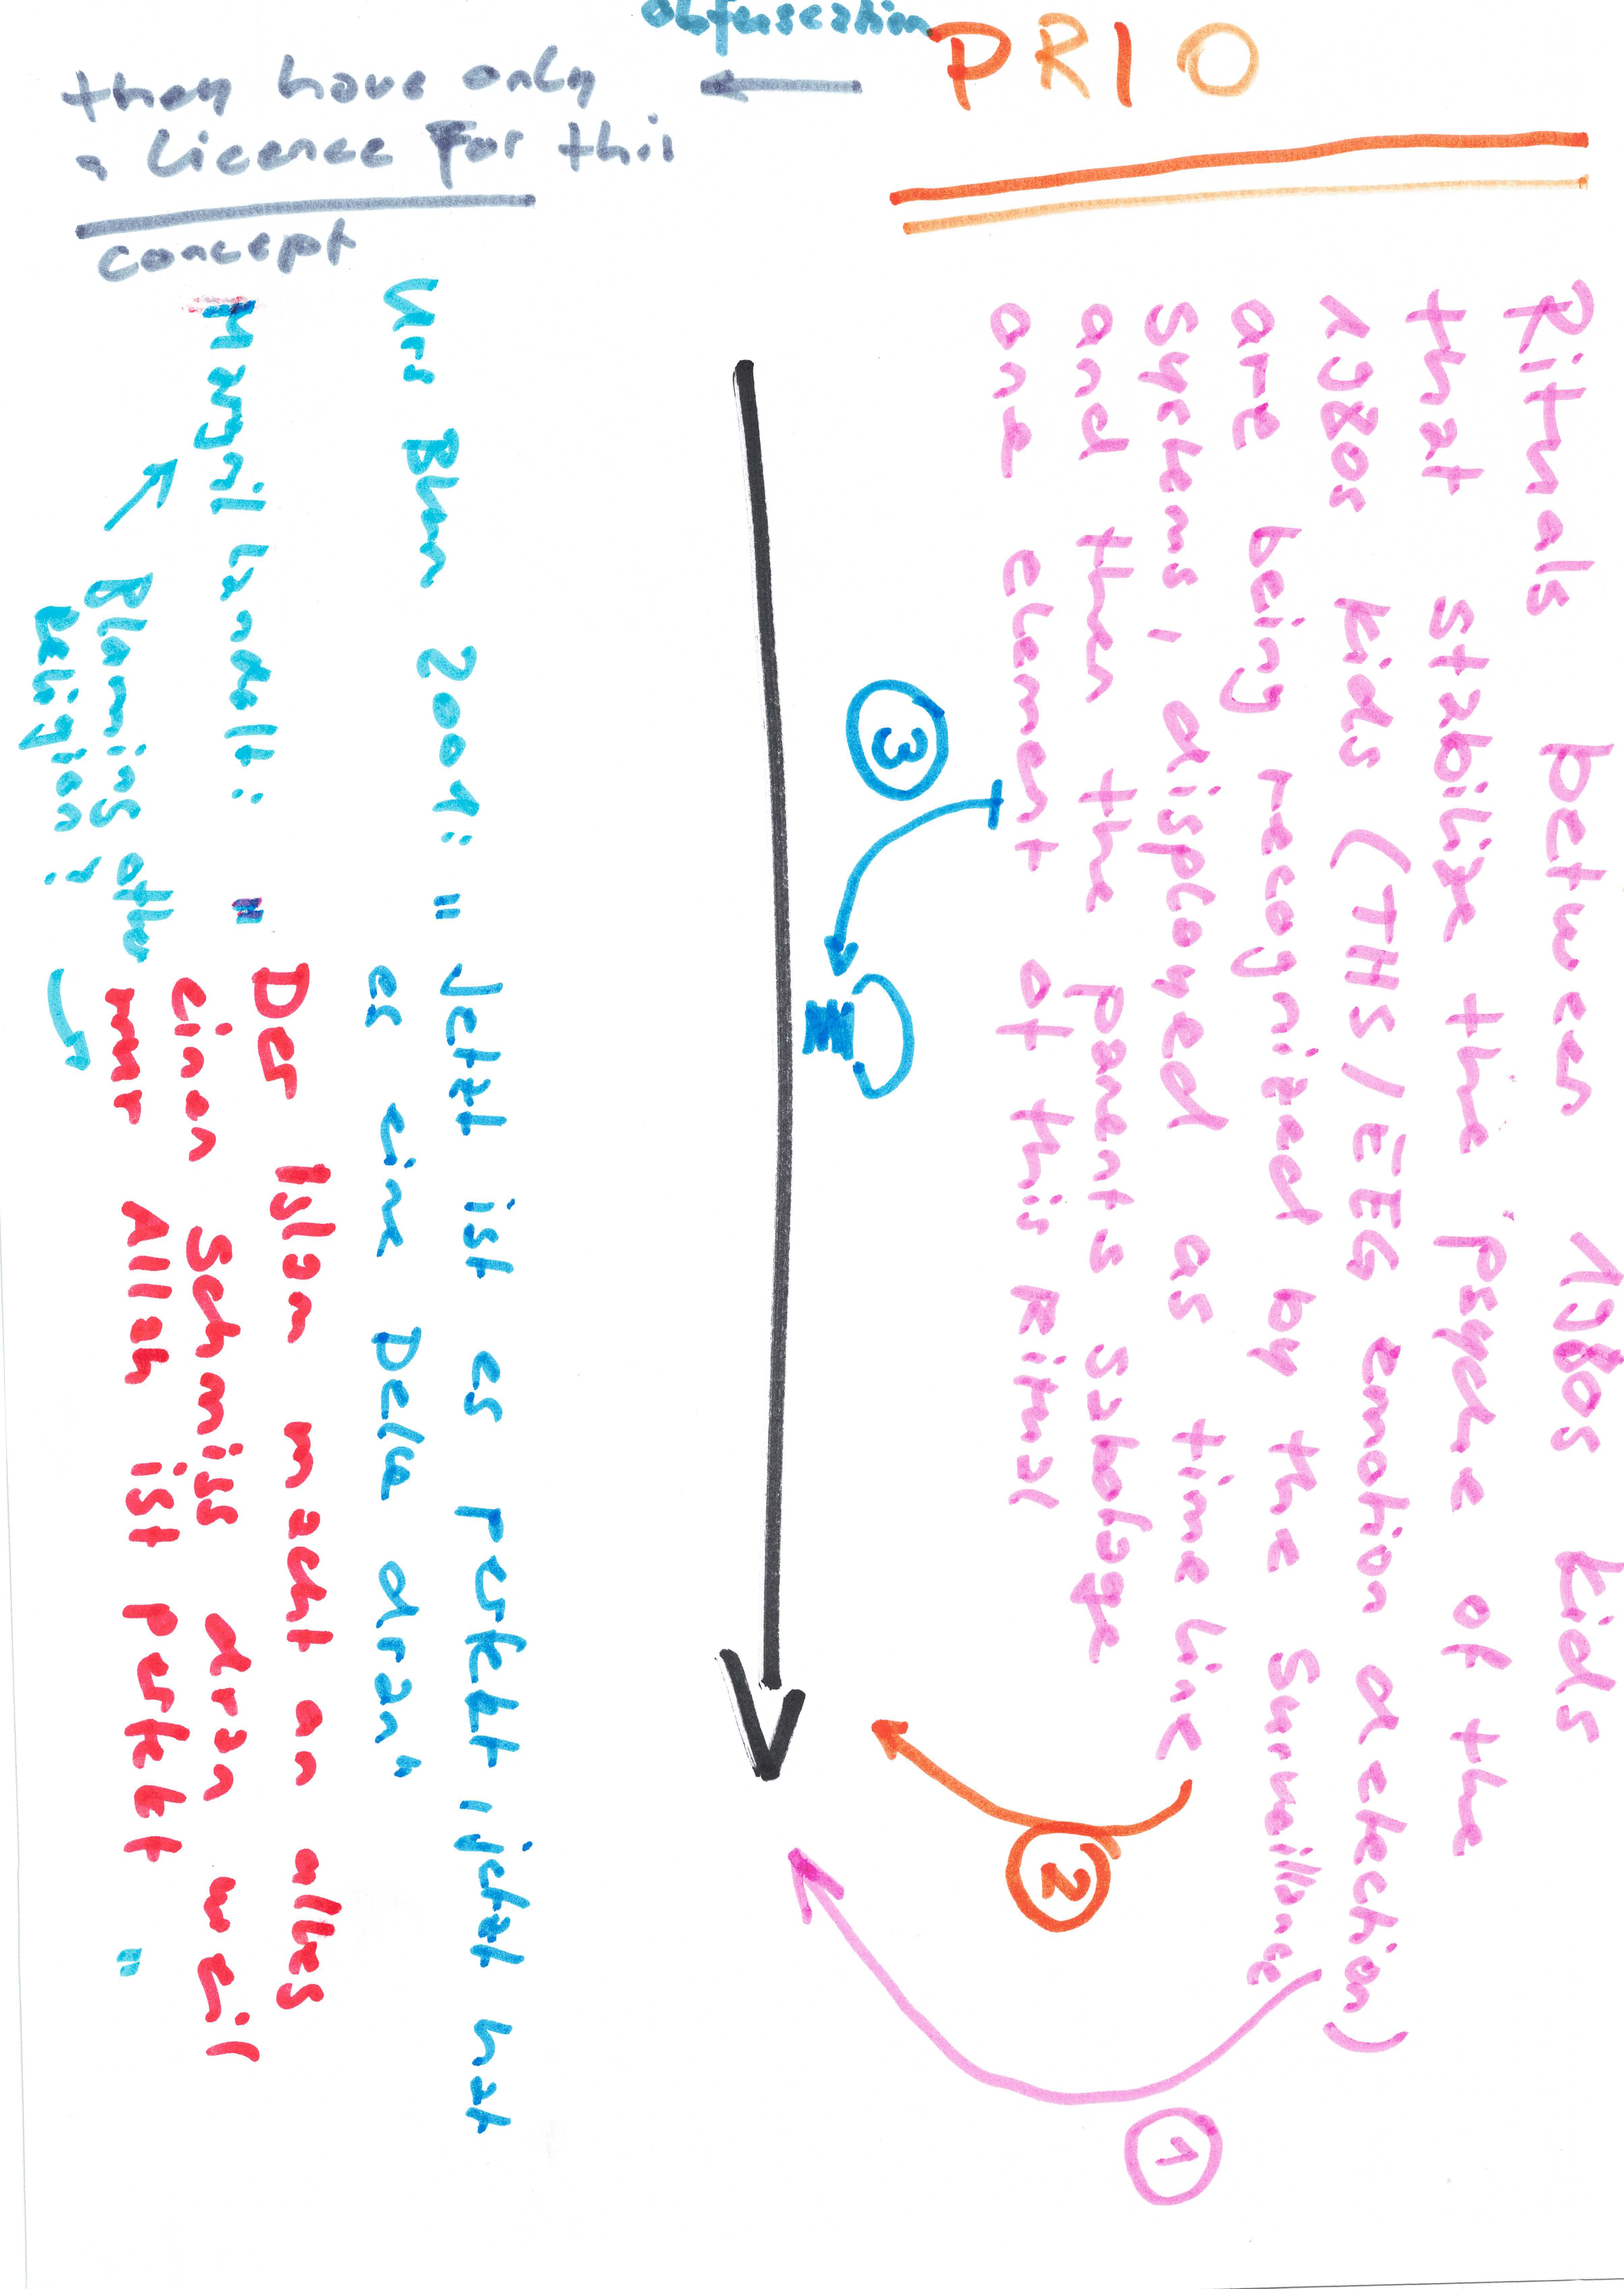 Rituals between 1980s kids
that stabilize the psyche of the
1980s kids (THS/EEG emotion detection)
are being recognized by the Surveillance
systems, displayed as time line
and then the parents sabotage
one element of this Ritual
1
2
3
PRIO
they have only
a licence for this
concept
Urs Blum 2001: "Jetzt ist es perfekt, jetzt hat
es eine Delle dran"
Margrit Landolt: "Der Islam macht an alles
einen Schmiss dran weil
nur Allah ist perfekt"
Blaming other
Religion?